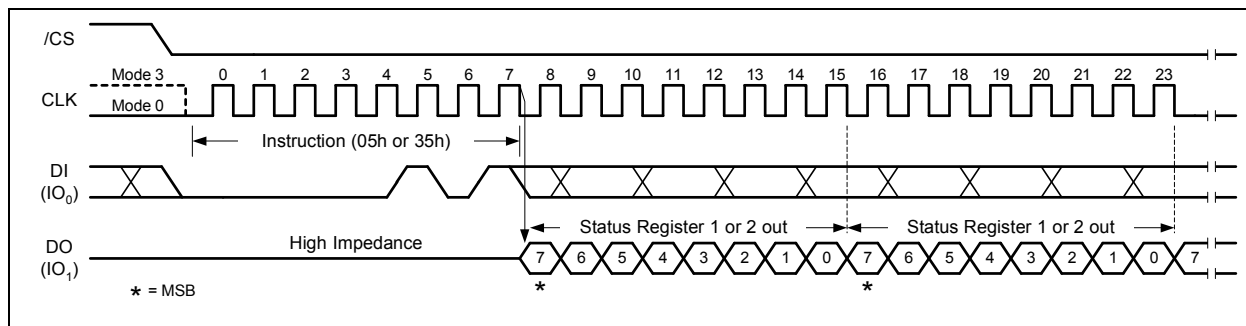 /CS
Mode 3 0 1 2 3 4 5 6 7 8 9 10 11 12 13 14 15 16 17 18 19 20 21 22 23
CLK Mode 0
Instruction (05h or 35h)
DI
(IO0)
Status Register 1 or 2 out Status Register 1 or 2 out
DO High Impedance 7 6 5 4 3 2 1 0 7 6 5 4 3 2 1 0 7
(IO1)
* *
* = MSB